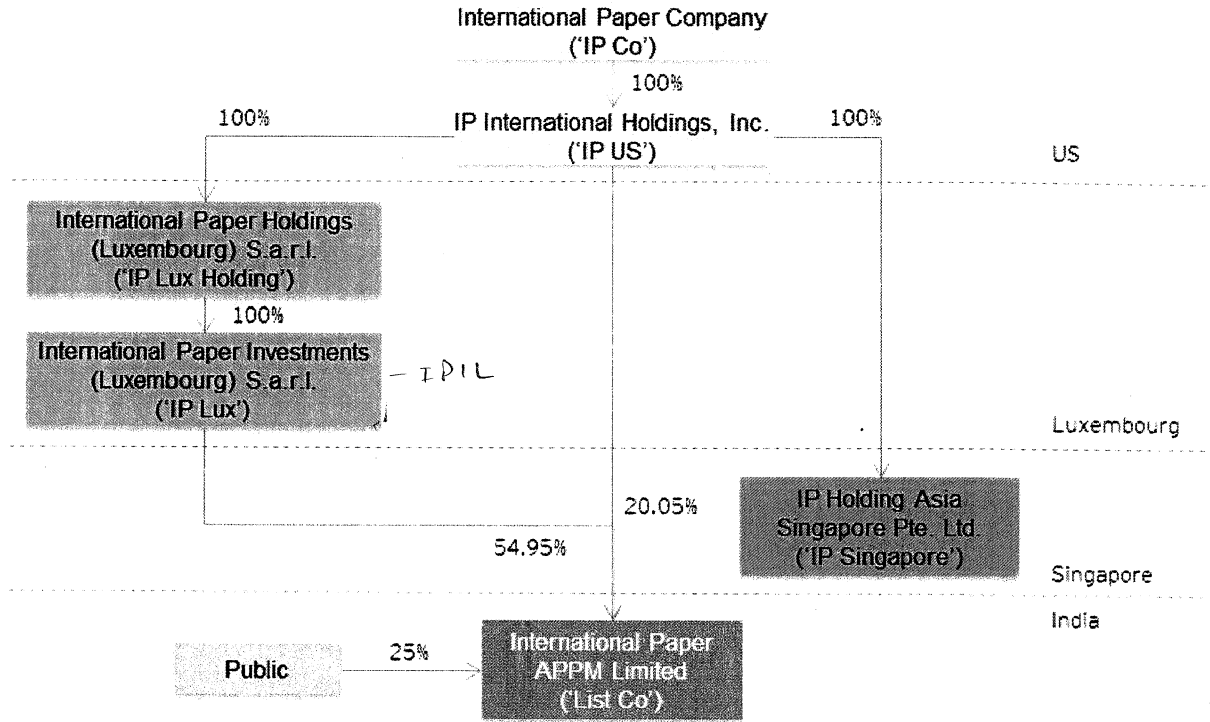 International Paper Company
('IP Co')
100%
100%
IP International Holdings, Inc.
('IP US')
100%
US
International Paper Holdings
(Luxembourg) S.a.r.l.
('IP Lux Holding')
100%
International Paper Investments
(Luxembourg) S.a.r.l.
('IP Lux')
- IPIL
Luxembourg
20.05%
54.95%
IP Holding Asia
Singapore Pte. Ltd.
('IP Singapore')
Singapore
India
Public
25%
International Paper
APPM Limited
('List Co')